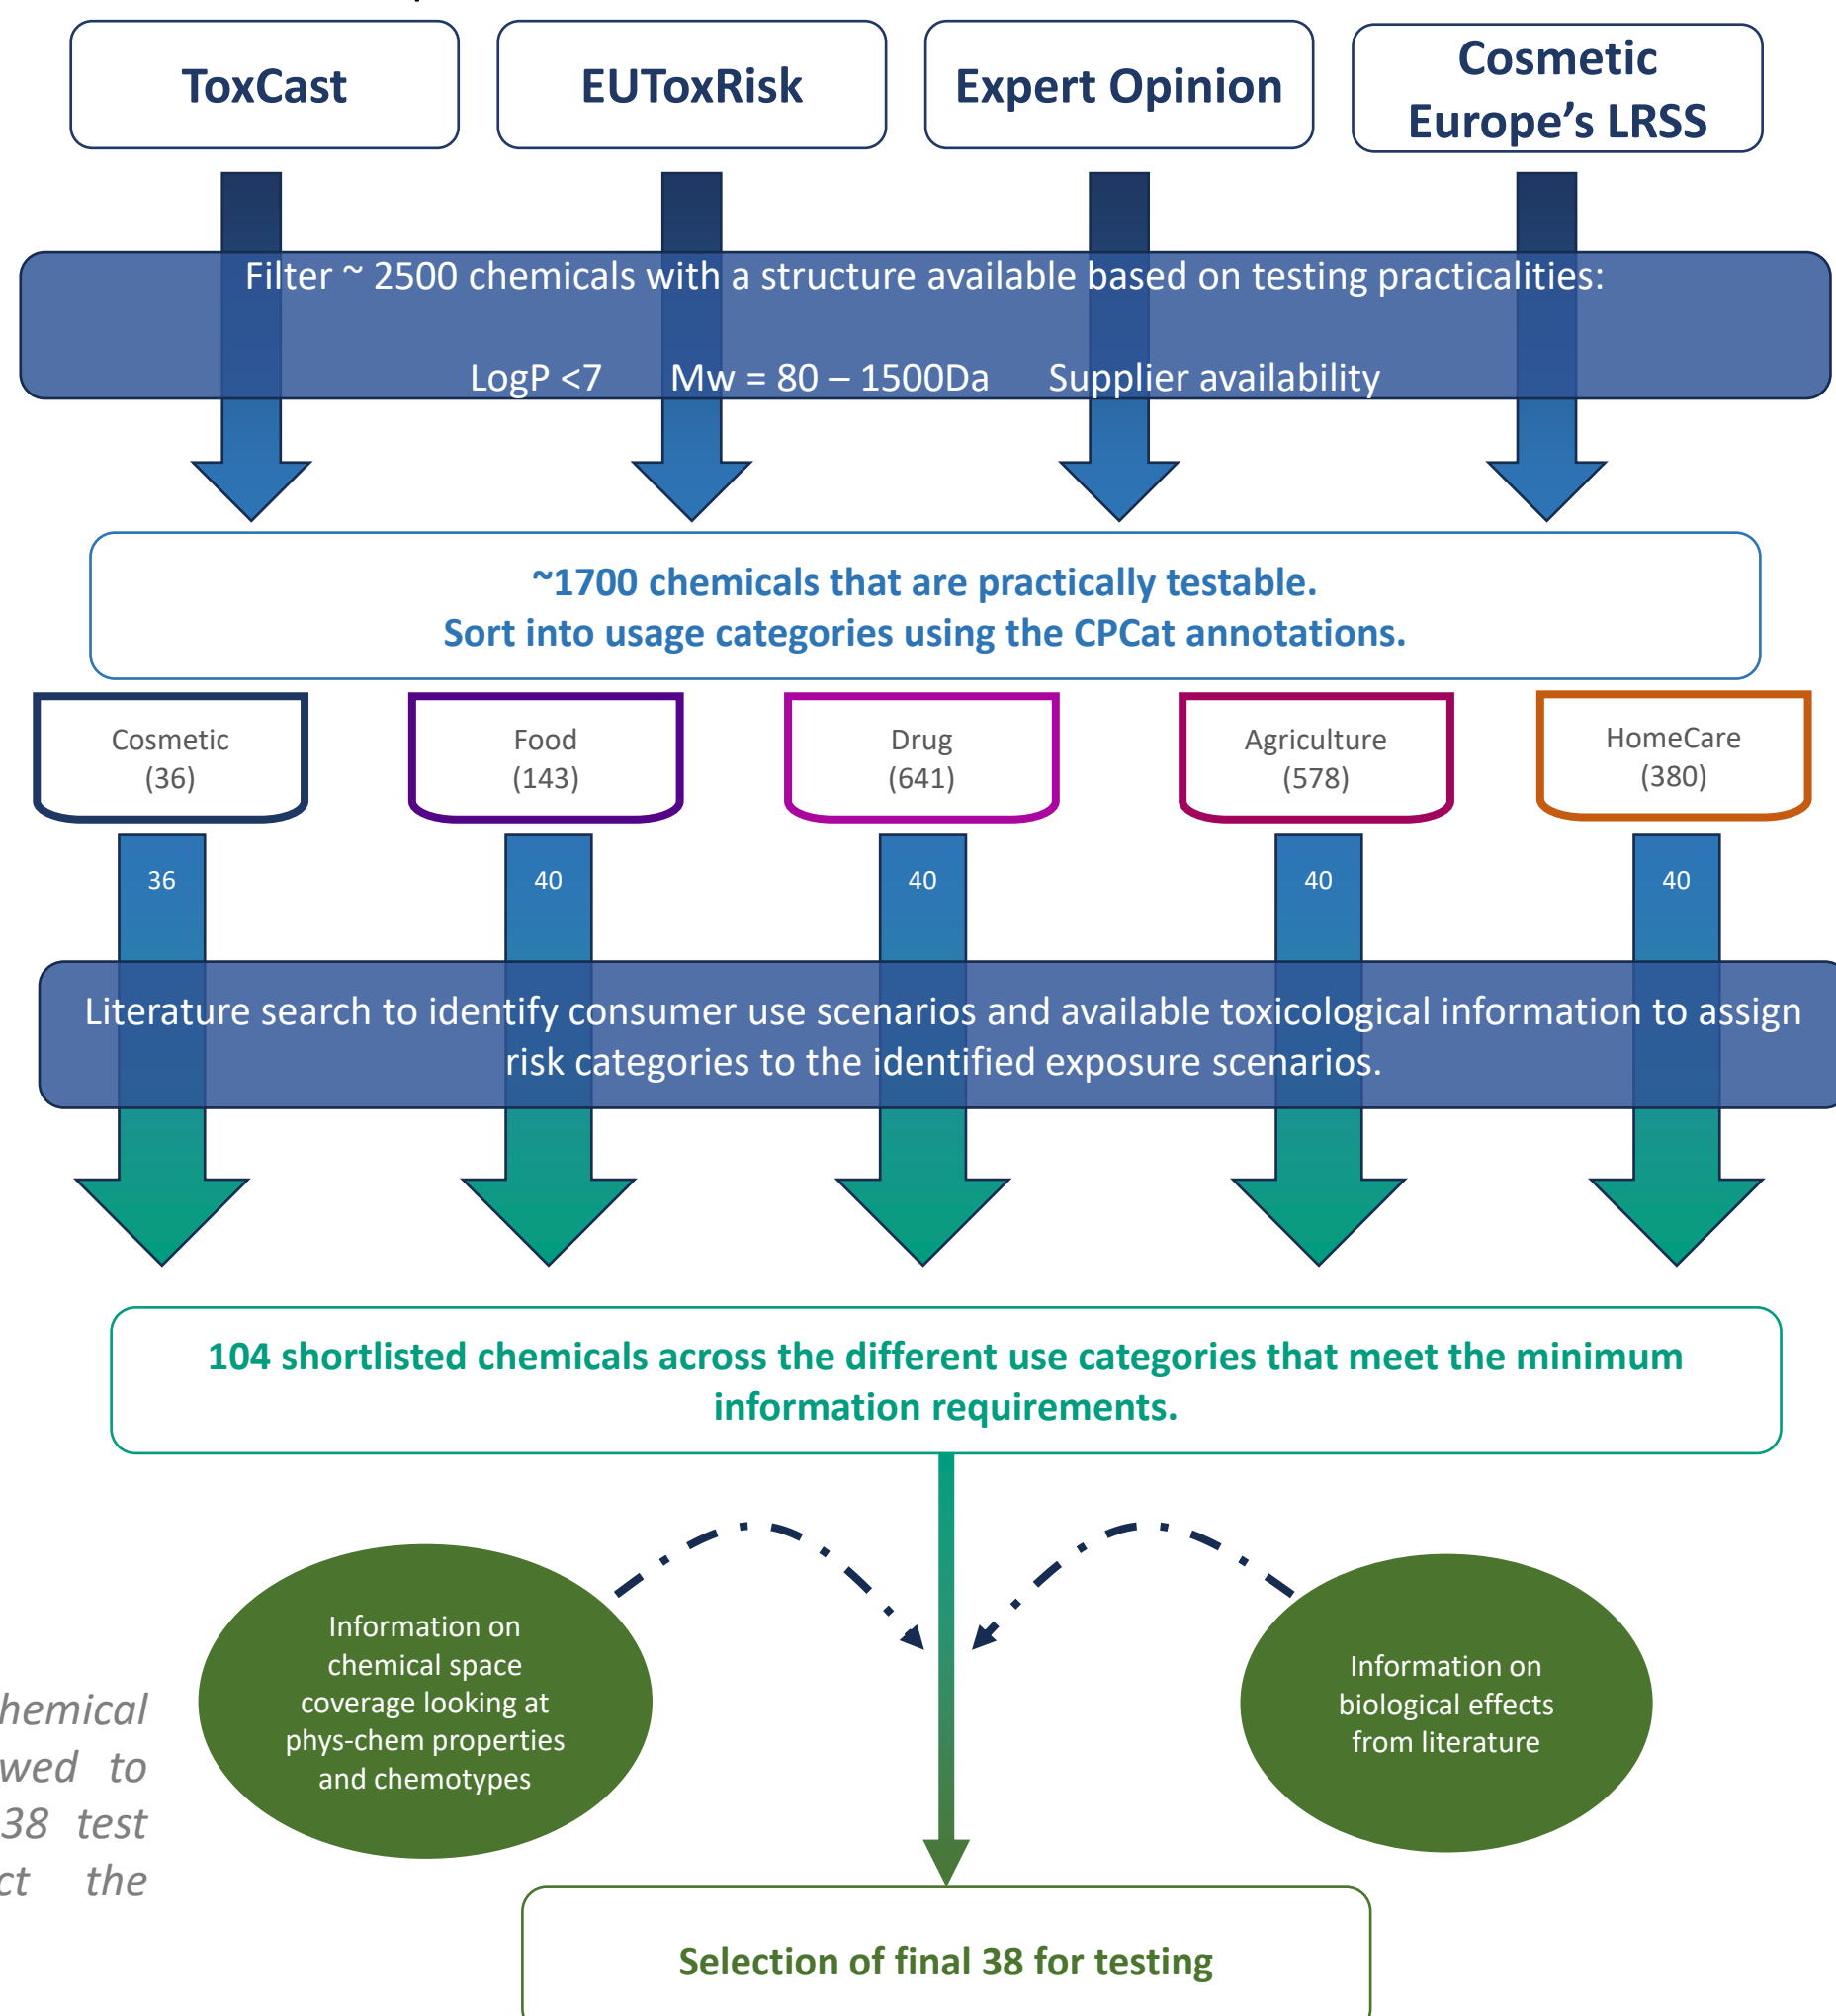 ToxCast
EUToxRisk
Expert Opinion
Cosmetic
Europe’s LRSS
Filter ~ 2500 chemicals with a structure available based on testing practicalities:
LogP <7 Mw = 80 – 1500Da Supplier availability
~1700 chemicals that are practically testable.
Sort into usage categories using the CPCat annotations.
Cosmetic
(36)
Food
(143)
Drug
(641)
Agriculture
(578)
HomeCare
(380)
36
40
40
40
40
Literature search to identify consumer use scenarios and available toxicological information to assign
risk categories to the identified exposure scenarios.
104 shortlisted chemicals across the different use categories that meet the minimum
information requirements.
Information on
chemical space
coverage looking at
phys-chem properties
and chemotypes
Information on
biological effects
from literature
hemical
wed to
38 test
ct the
Selection of final 38 for testing